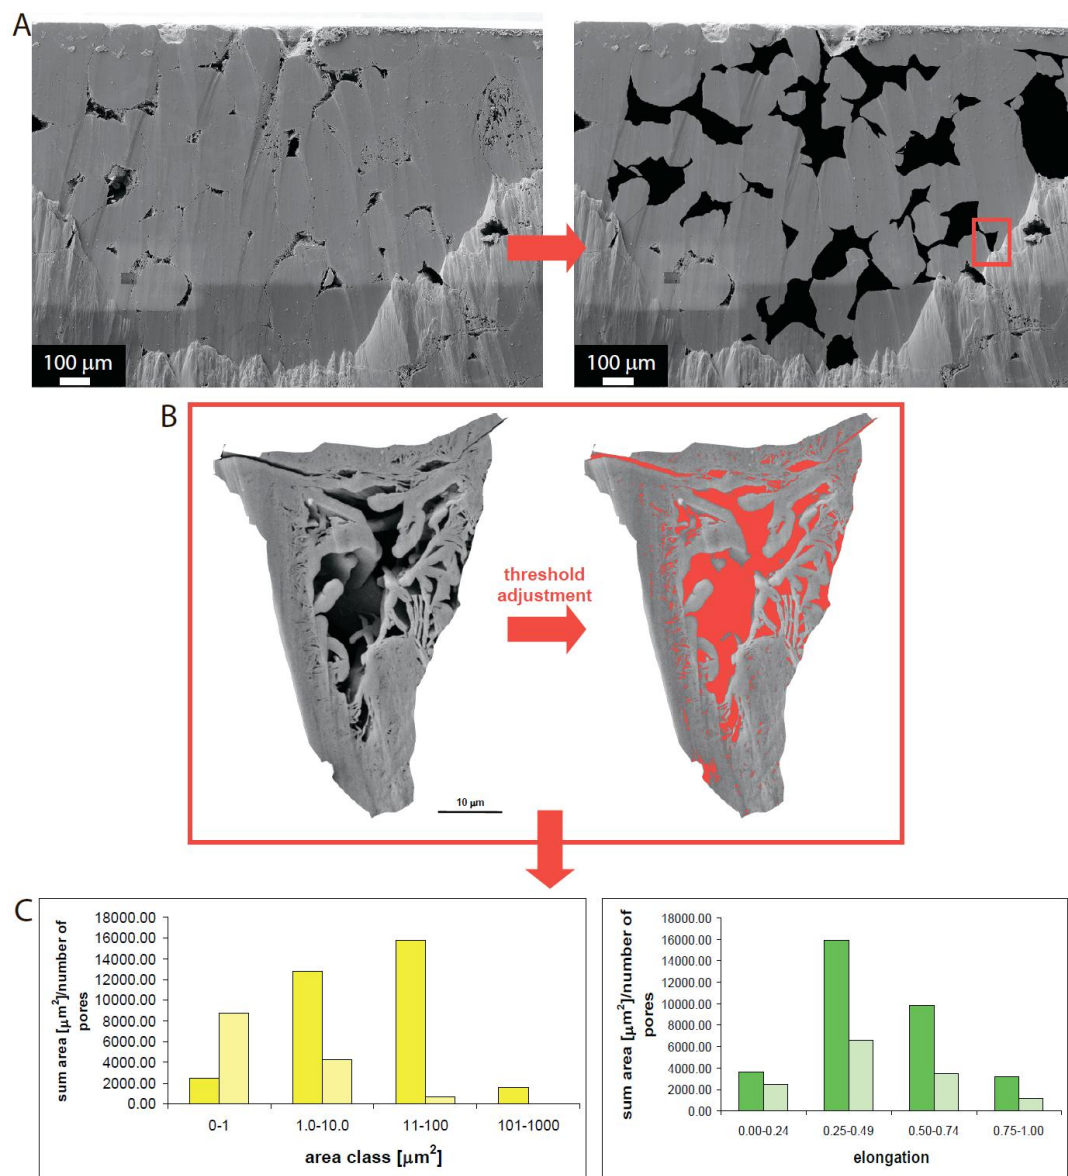 A
100 µm
100 µm
B
threshold
adjustment
10 µm
C
sum area [µm²]/number of
pores
18000.00
16000.00
14000.00
12000.00
10000.00
8000.00
6000.00
4000.00
2000.00
0.00
0-1
1.0-10.0
11-100
101-1000
area class [µm²]
sum area [µm²]/number of
pores
18000.00
16000.00
14000.00
12000.00
10000.00
8000.00
6000.00
4000.00
2000.00
0.00
0.00-0.24
0.25-0.49
0.50-0.74
0.75-1.00
elongation